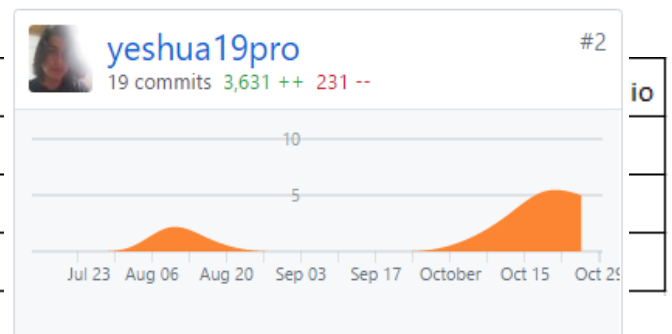 yeshua19pro
#2
19 commits 3,631 ++ 231 --
io
10
5
Jul 23 Aug 06 Aug 20 Sep 03 Sep 17 October Oct 15 Oct 29